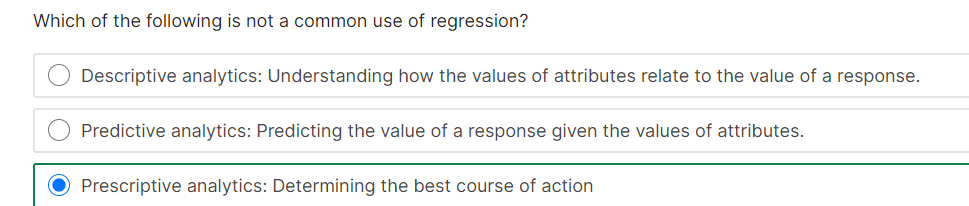 Which of the following is not a common use of regression?
Descriptive analytics: Understanding how the values of attributes relate to the value of a response.
Predictive analytics: Predicting the value of a response given the values of attributes.
Prescriptive analytics: Determining the best course of action